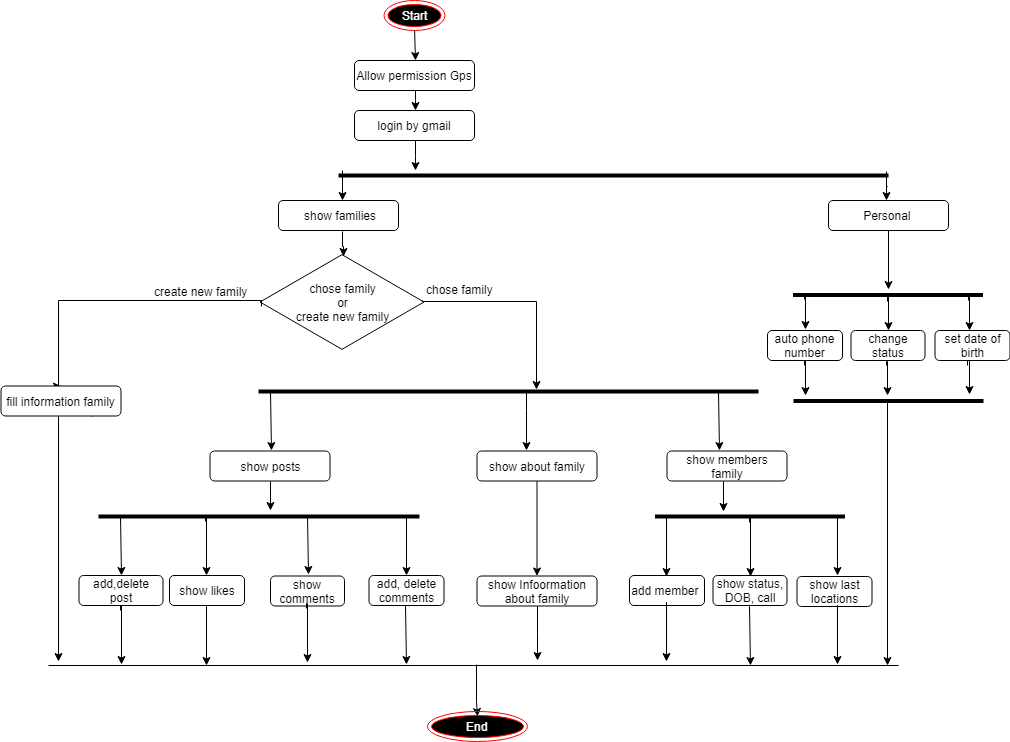 Start
Allow permission Gps
login by gmail
show families
Personal
create new family
chose family
or
create new family
chose family
auto phone
number
change
status
set date of
birth
fill information family
show posts
show about family
show members
family
add,delete
post
show likes
show
comments
add, delete
comments
show Infoormation
about family
add member
show status,
DOB, call
show last
locations
End